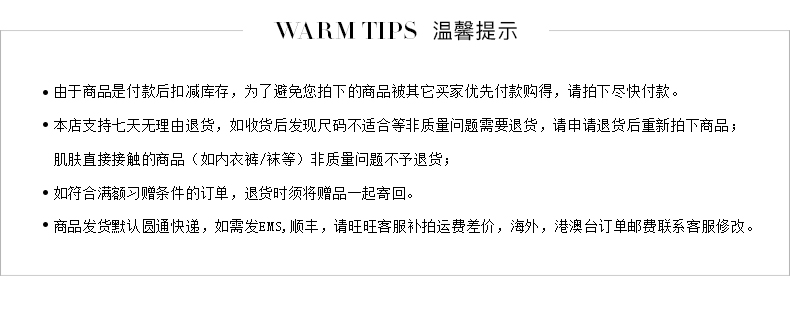 WARM TIPS 温馨提示
• 由于商品是付款后扣减库存，为了避免您拍下的商品被其它买家优先付款购得，请拍下尽快付款。
• 本店支持七天无理由退货，如收货后发现尺码不适合等非质量问题需要退货，请申请退货后重新拍下商品；
肌肤直接接触的商品（如内衣裤/袜等）非质量问题不予退货；
• 如符合满额习赠条件的订单，退货时须将赠品一起寄回。
• 商品发货默认圆通快递，如需发EMS,顺丰，请旺旺客服补拍运费差价，海外，港澳台订单邮费联系客服修改。